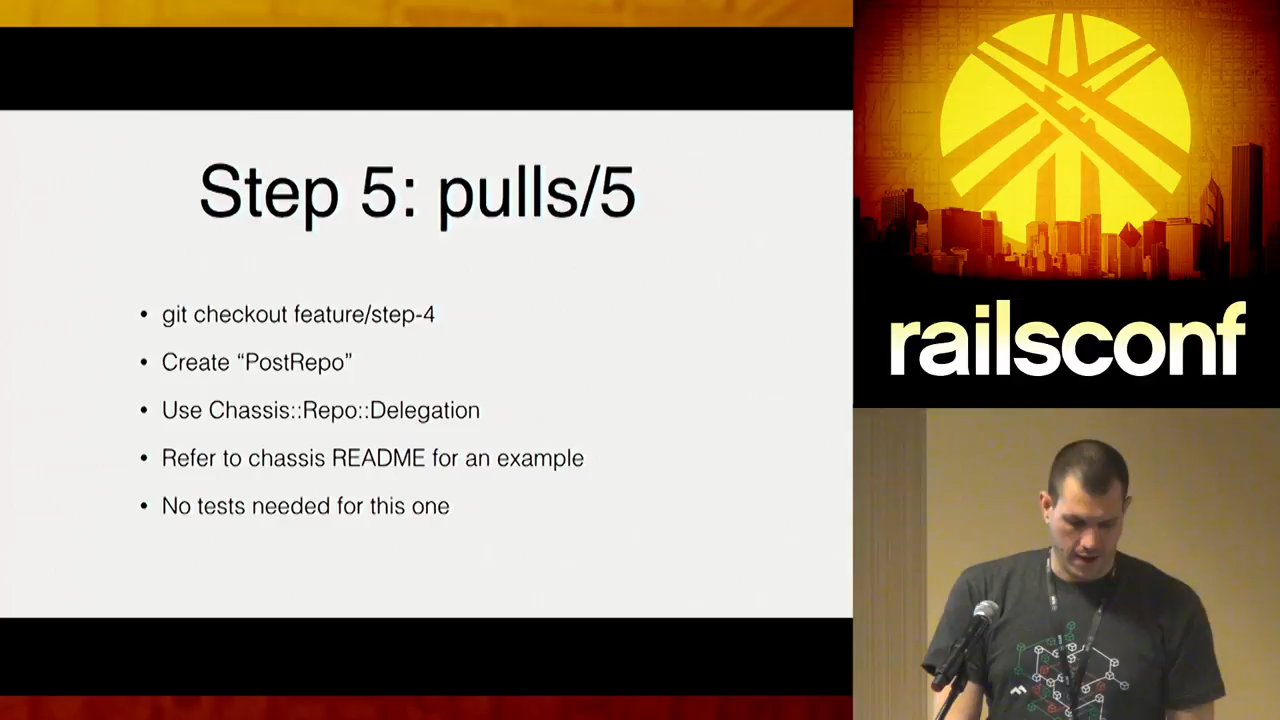 Step 5: pulls/5
• git checkout feature/step-4
• Create “PostRepo”
• Use Chassis::Repo::Delegation
• Refer to chassis README for an example
• No tests needed for this one
railsconf